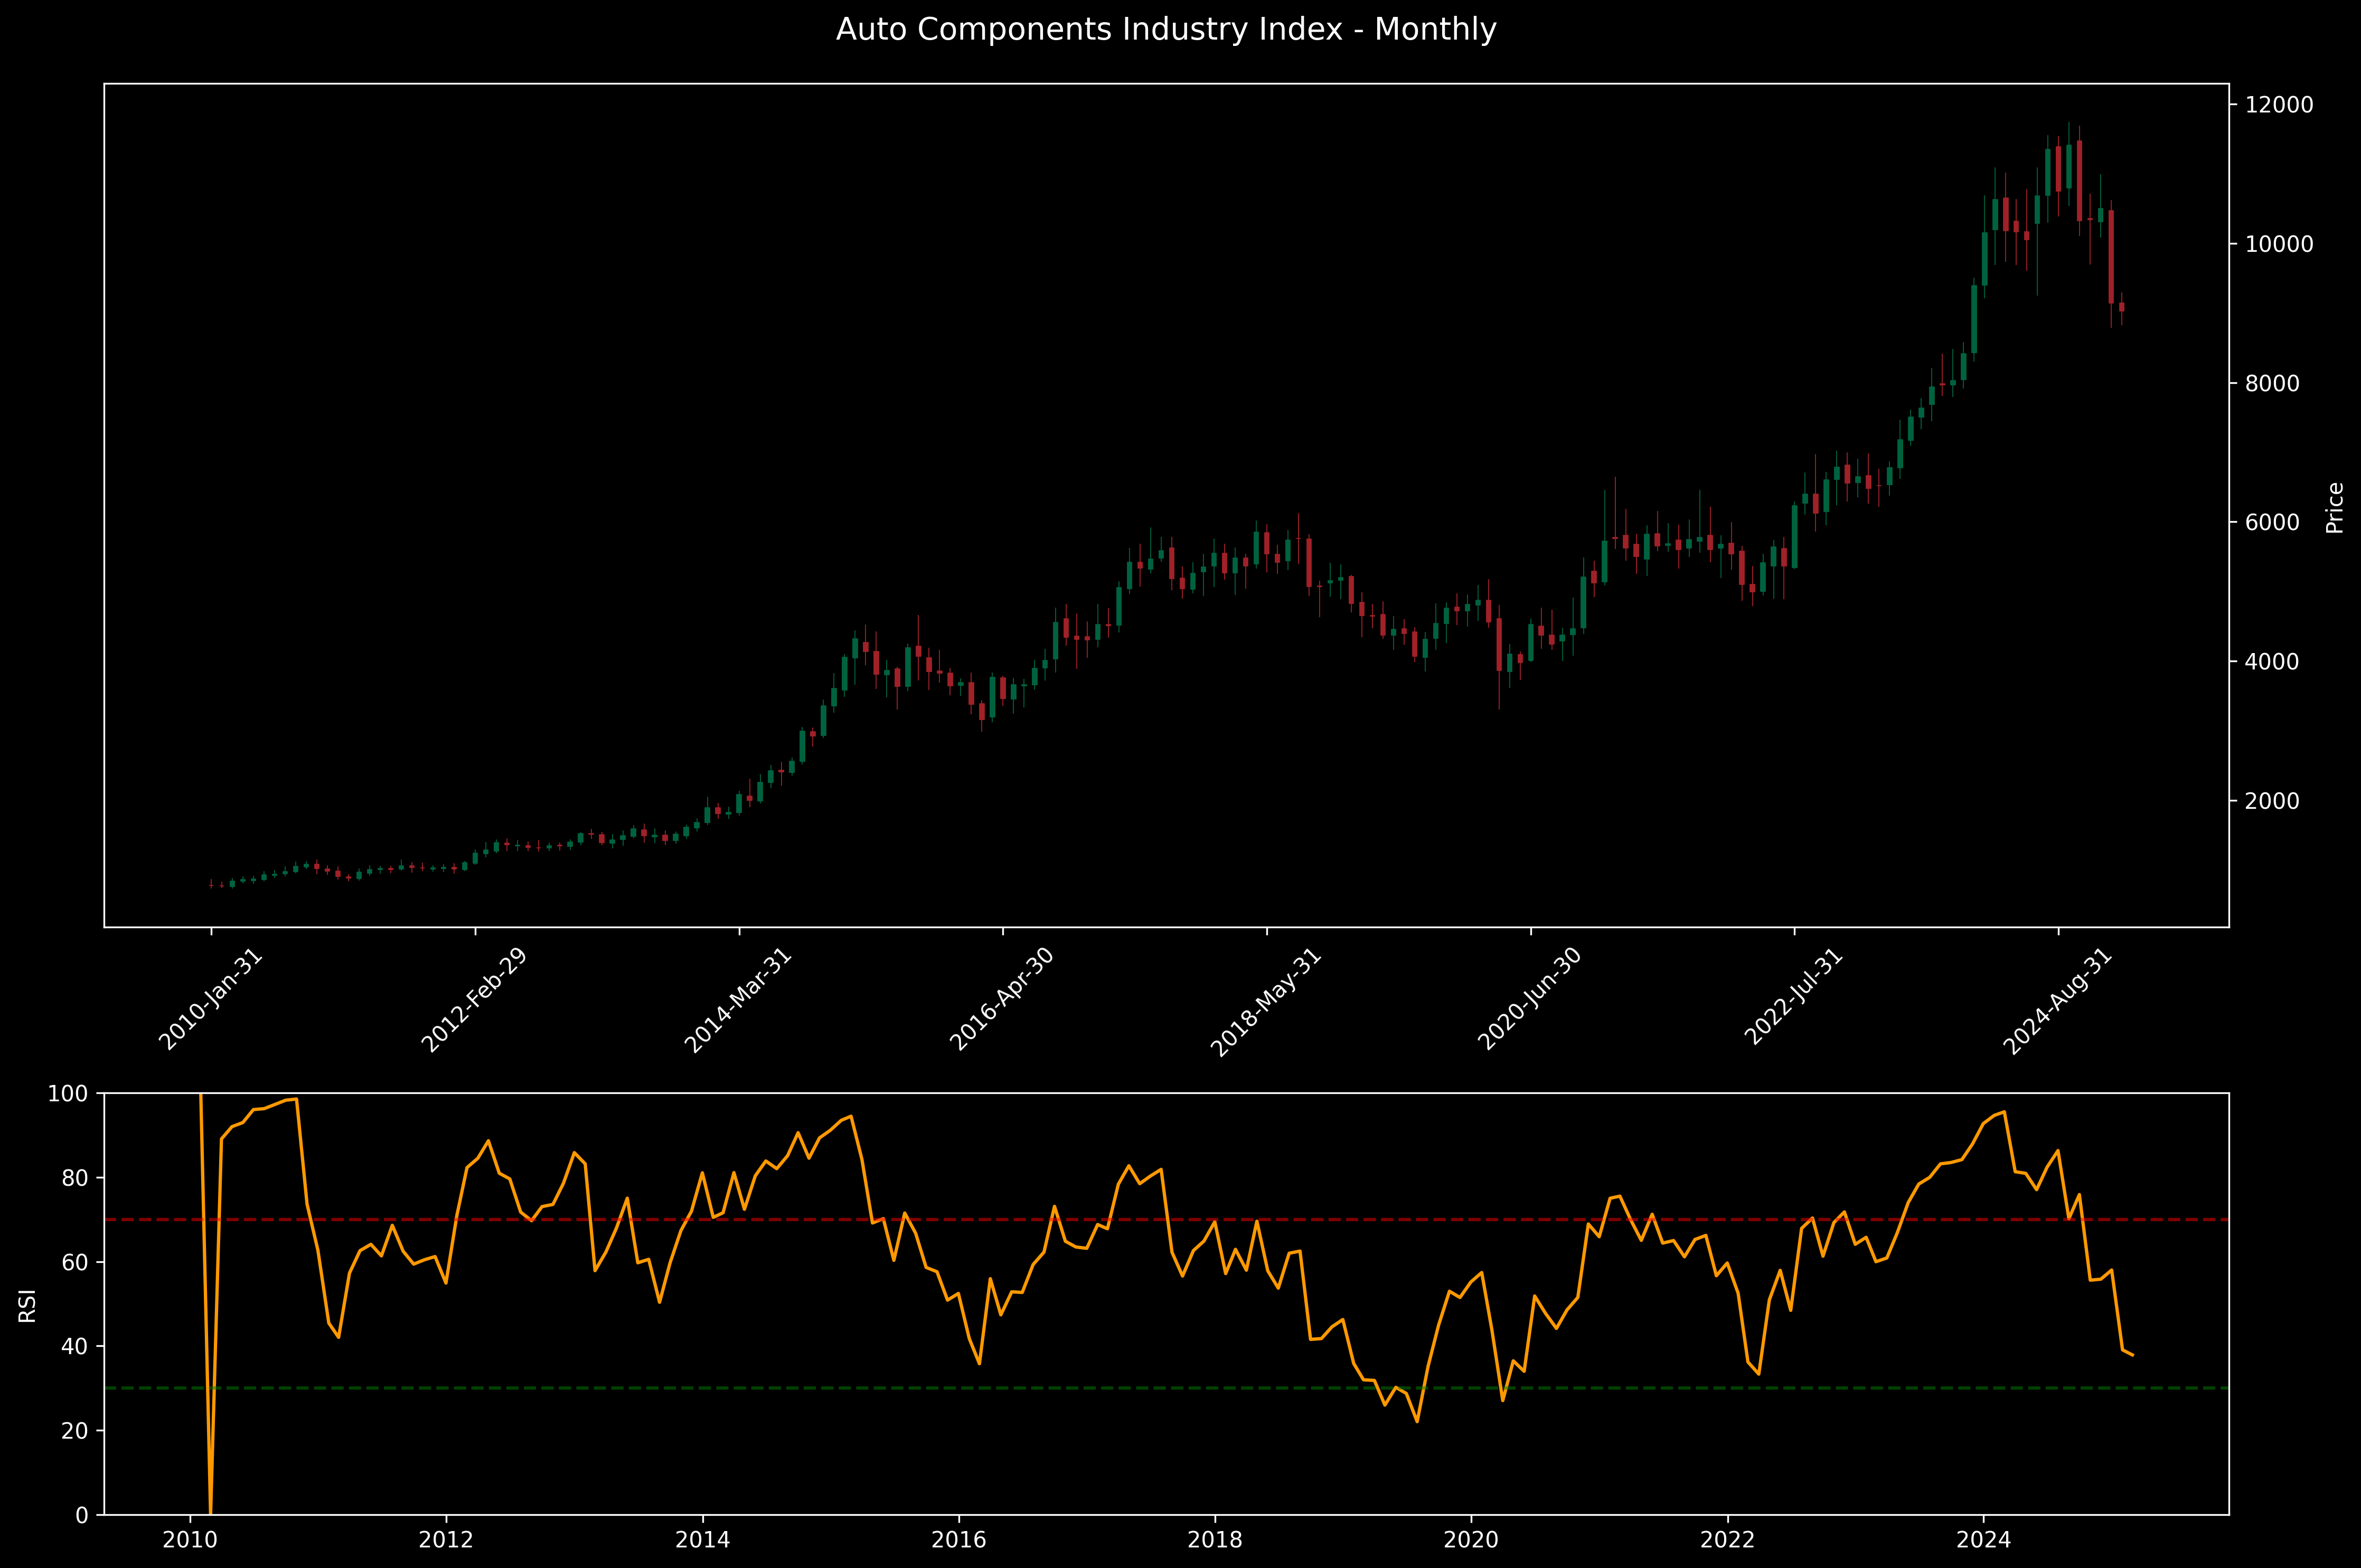 Auto Components Industry Index - Monthly
12000
10000
8000
6000
4000
2000
Price
2010-Jan-31
2012-Feb-29
2014-Mar-31
2016-Apr-30
2018-May-31
2020-Jun-30
2022-Jul-31
2024-Aug-31
100
80
60
40
20
0
RSI
2010 2012 2014 2016 2018 2020 2022 2024